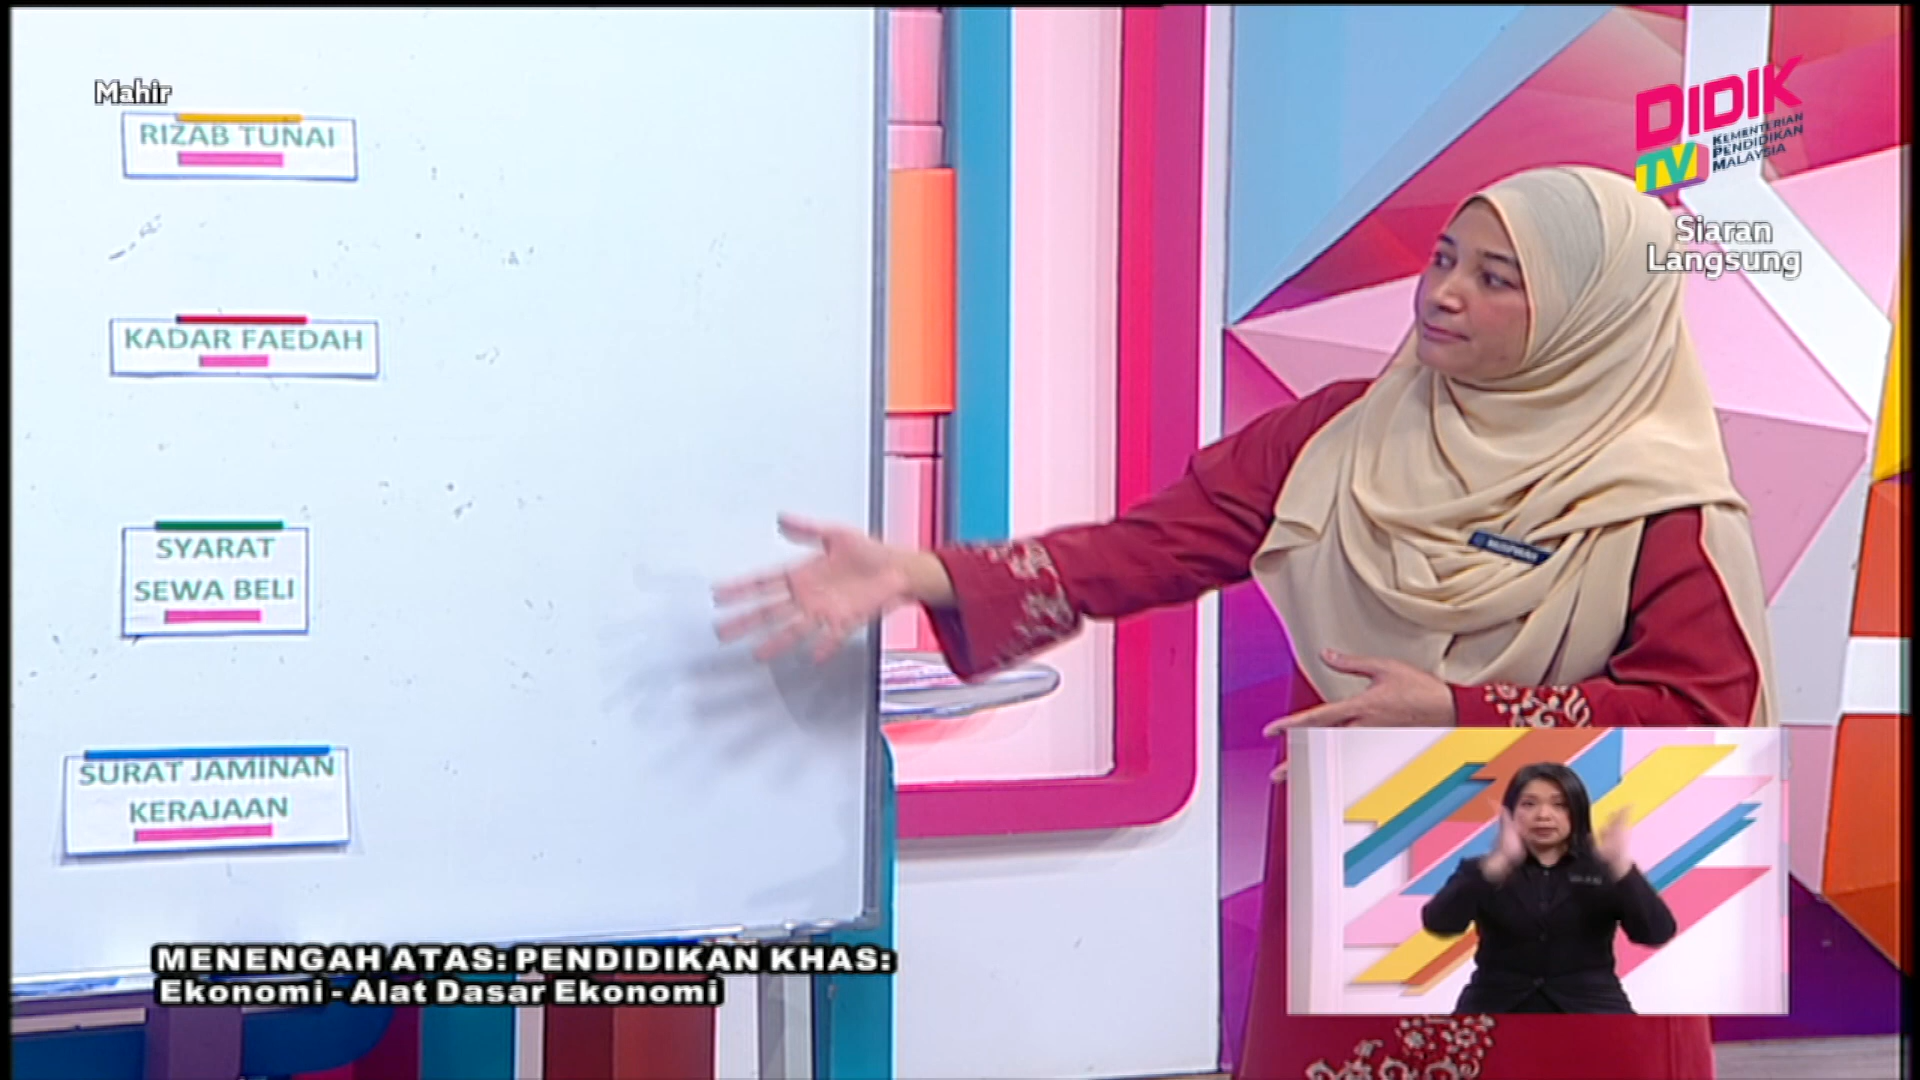 Mahir
RIZAB TUNAI
KADAR FAEDAH
SYARAT
SEWA BELI
SURAT JAMINAN
KERAJAAN
DIDIK
TV
KEMENTERIAN
PENDIDIKAN
MALAYSIA
Siaran
Langsung
MENENGAH ATAS: PENDIDIKAN KHAS:
Ekonomi - Alat Dasar Ekonomi